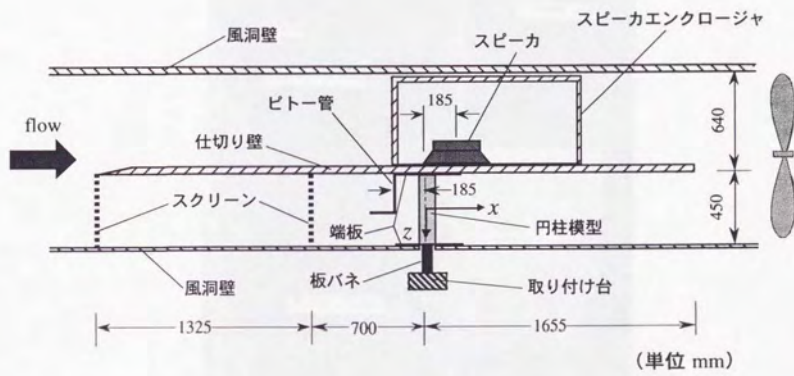 スピーカエンクロージャ
風洞壁
スピーカ
ピトー管
185
640
flow
仕切り壁
185
x
450
スクリーン
端板
z
円柱模型
風洞壁
板バネ
取り付け台
1325
700
1655
(単位 mm)